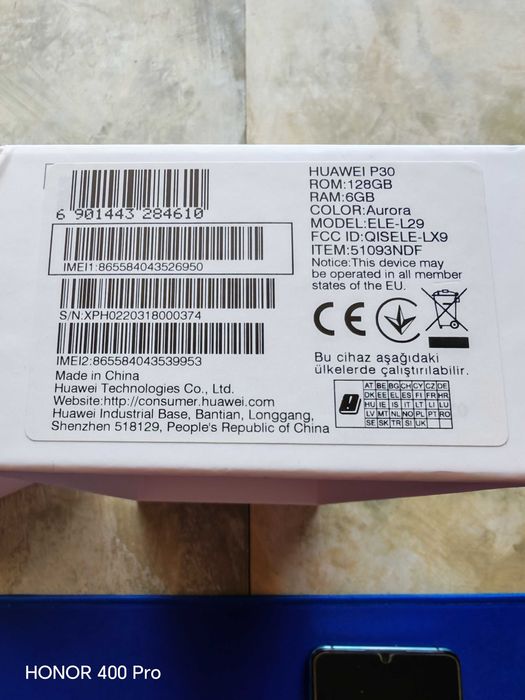 6 901443 284610
IMEI1:865584043526950
S/N:XPH0220318000374
IMEI2:865584043539953
Made in China
Huawei Technologies Co., Ltd.
Website:http://consumer.huawei.com
Huawei Industrial Base, Bantian, Longgang,
Shenzhen 518129, People's Republic of China
HUAWEI P30
ROM:128GB
RAM:6GB
COLOR:Aurora
MODEL:ELE-L29
FCC ID:QISELE-LX9
ITEM:51093NDF
Notice:This device may
be operated in all member
states of the EU.
CE
Bu cihaz aşağıdaki
ülkelerde çalıştırılabilir.
AT BE BG CH CY CZ DE
DK EE EL ES FI FR HR
HU IE IS IT LT LI LU
LV MT NL NO PL PT RO
SE SK TR SI UK
HONOR 400 Pro